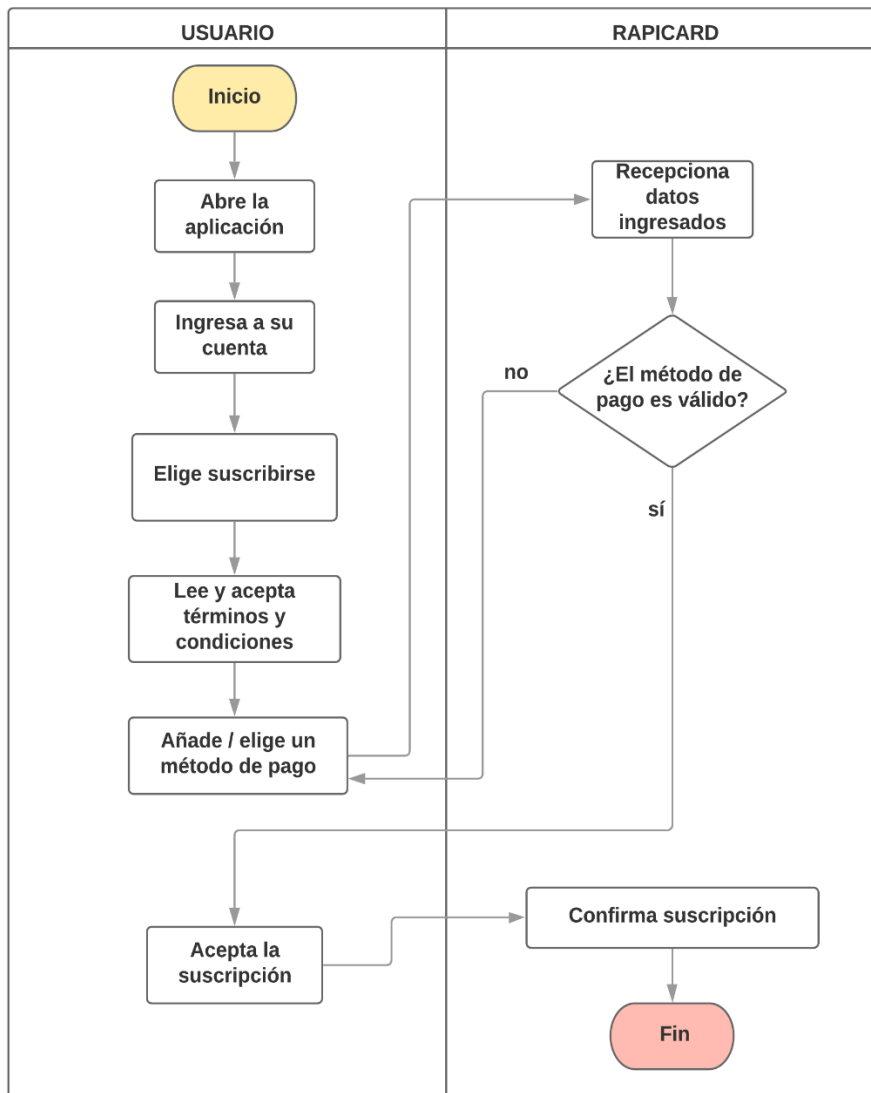 USUARIO
RAPICARD
Inicio
Abre la
aplicación
Ingresa a su
cuenta
Elige suscribirse
Lee y acepta
términos y
condiciones
Añade / elige un
método de pago
Recepciona
datos
ingresados
¿El método de
pago es válido?
no
sí
Acepta la
suscripción
Confirma suscripción
Fin